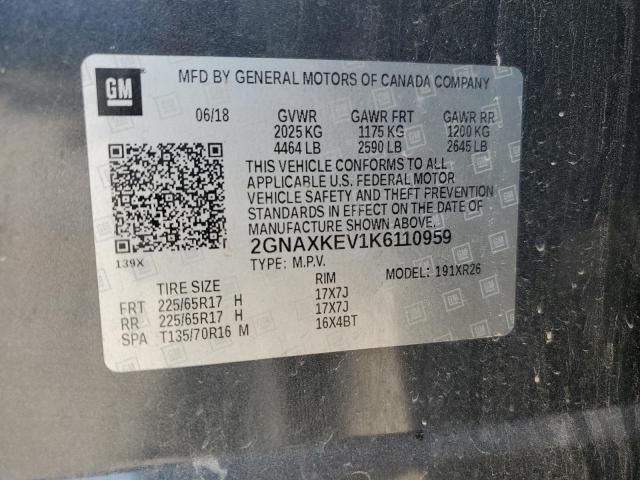 GM
MFD BY GENERAL MOTORS OF CANADA COMPANY
06/18 GVWR GAWR FRT GAWR RR
2025 KG 1175 KG 1200 KG
4464 LB 2590 LB 2645 LB
THIS VEHICLE CONFORMS TO ALL
APPLICABLE U.S. FEDERAL MOTOR
VEHICLE SAFETY AND THEFT PREVENTION
STANDARDS IN EFFECT ON THE DATE OF
MANUFACTURE SHOWN ABOVE.
2GNAXKEV1K6110959
139X TYPE: M.P.V. MODEL: 191XR26
TIRE SIZE RIM
FRT 225/65R17 H 17X7J
RR 225/65R17 H 17X7J
SPA T135/70R16 M 16X4BT